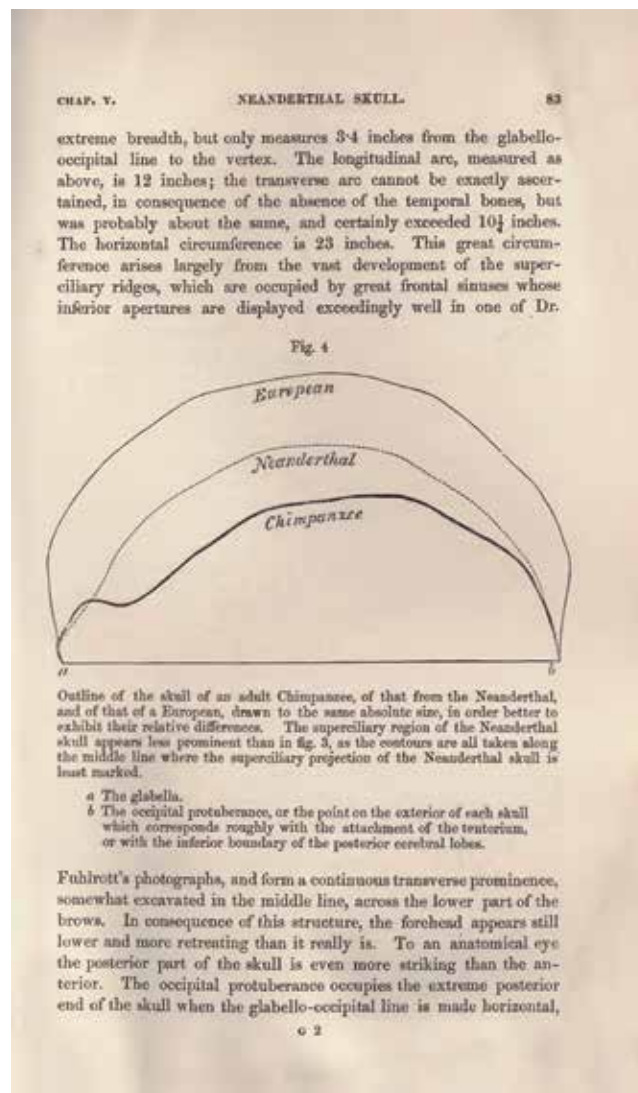 CHAP. V. NEANDERTHAL SKULL. 83
extreme breadth, but only measures 3·4 inches from the glabello-
occipital line to the vertex. The longitudinal arc, measured as
above, is 12 inches; the transverse arc cannot be exactly ascer-
tained, in consequence of the absence of the temporal bones, but
was probably about the same, and certainly exceeded 10¼ inches.
The horizontal circumference is 23 inches. This great circum-
ference arises largely from the vast development of the super-
ciliary ridges, which are occupied by great frontal sinuses whose
inferior apertures are displayed exceedingly well in one of Dr.
Fig. 4
European
Neanderthal
Chimpanzee
a b
Outline of the skull of an adult Chimpanzee, of that from the Neanderthal,
and of that of a European, drawn to the same absolute size, in order better to
exhibit their relative differences. The superciliary region of the Neanderthal
skull appears less prominent than in fig. 3, as the contours are all taken along
the middle line where the superciliary projection of the Neanderthal skull is
least marked.
a The glabella.
b The occipital protuberance, or the point on the exterior of each skull
which corresponds roughly with the attachment of the tentorium,
or with the inferior boundary of the posterior cerebral lobes.
Fuhlrott's photographs, and form a continuous transverse prominence,
somewhat excavated in the middle line, across the lower part of the
brows. In consequence of this structure, the forehead appears still
lower and more retreating than it really is. To an anatomical eye
the posterior part of the skull is even more striking than the an-
terior. The occipital protuberance occupies the extreme posterior
end of the skull when the glabello-occipital line is made horizontal,
G 2